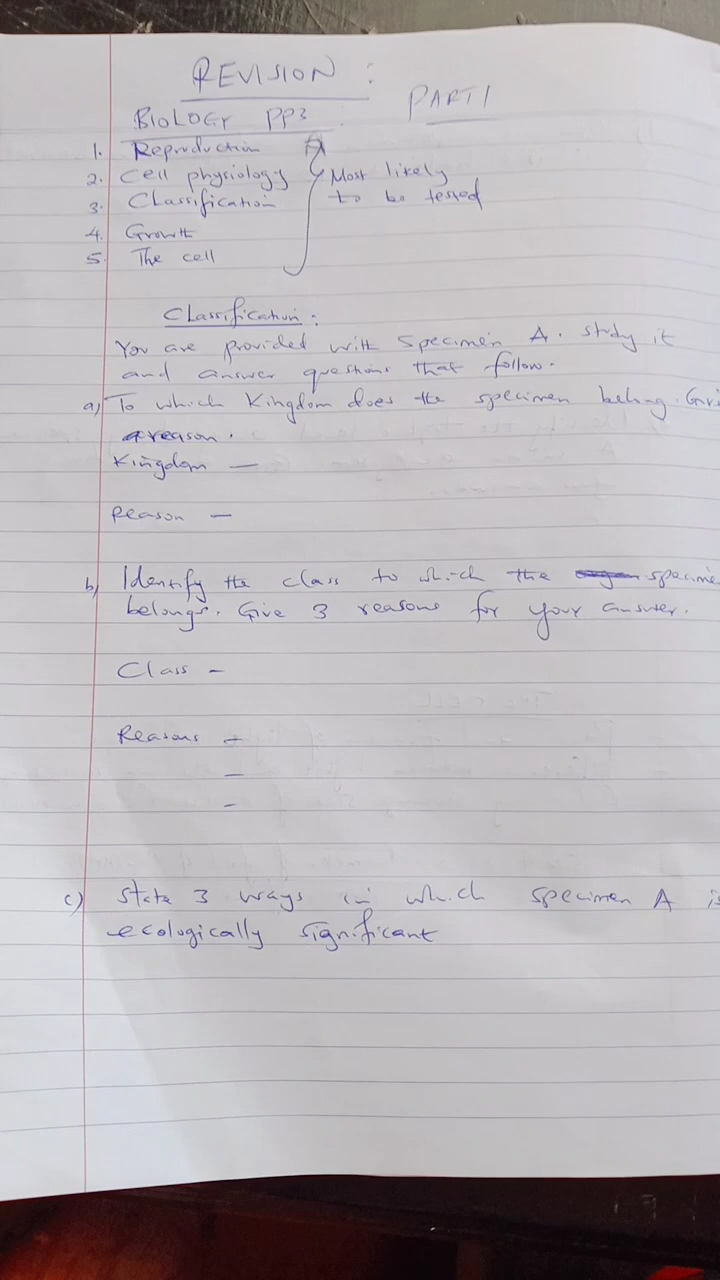 REVISION :
PART 1
BIOLOGY PP3
1. Reproduction
2. Cell physiology
3. Classification
4. Growth
5. The cell
Most likely
to be tested
Classification :
You are provided with specimen A. study it
and answer questions that follow.
a) To which Kingdom does the specimen belong. Giv
reason.
Kingdom —
Reason —
b) Identify the class to which the specime
belongs. Give 3 reasons for your answer.
Class –
Reasons –
–
–
c) State 3 ways in which specimen A is
ecologically significant